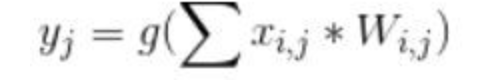 y_j = g(∑ x_{i,j} * W_{i,j})